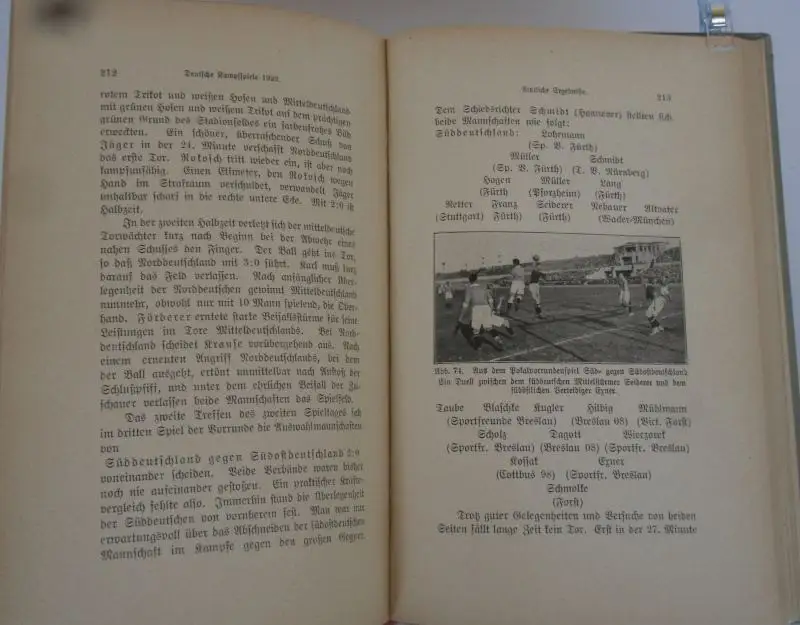 212
Deutsche Kampfspiele 1922.
rotem Trikot und weißen Hosen und Mitteldeutschland
mit grünen Hosen und weißem Trikot auf dem prächtigen
grünen Grund des Stadionfeldes ein farbenfrohes Bild
erweckten. Ein schöner, überraschender Schuß von
Jäger in der 24. Minute verschafft Norddeutschland
das erste Tor. Rokosch tritt wieder ein, ist aber noch
kampfunfähig. Einen Elfmeter, den Rokosch wegen
Hand im Strafraum verschuldet, verwandelt Jäger
unhaltbar scharf in die rechte untere Ecke. Mit 2:0 ist
Halbzeit.
In der zweiten Halbzeit verletzt sich der mitteldeutsche
Torwächter kurz nach Beginn bei der Abwehr eines
nahen Schusses den Finger. Der Ball geht ins Tor,
so daß Norddeutschland mit 3:0 führt. Karl muß kurz
darauf das Feld verlassen. Nach anfänglicher Über-
legenheit der Norddeutschen gewinnt Mitteldeutschland
nunmehr, obwohl nur mit 10 Mann spielend, die Ober-
hand. Förderer erntete starke Beifallsstürme für seine
Leistungen im Tore Mitteldeutschlands. Bei Nord-
deutschland scheidet Krause vorübergehend aus. Nach
einem erneuten Angriff Norddeutschlands, bei dem
der Ball ausgeht, ertönt unmittelbar nach Anstoß der
Schlußpfiff, und unter dem ehrlichen Beifall der Zu-
schauer verlassen beide Mannschaften das Spielfeld.
Das zweite Treffen des zweiten Spieltages sah
im dritten Spiel der Vorrunde die Auswahlmannschaften
von
Süddeutschland gegen Südostdeutschland
voneinander scheiden. Beide Verbände waren bisher
noch nie aufeinander gestoßen. Ein praktischer Kräfte-
vergleich fehlte also. Immerhin stand die Überlegenheit
der Süddeutschen von vornherein fest. Man war nur
erwartungsvoll über das Abschneiden der südostdeutschen
Mannschaft im Kampfe gegen den großen Gegner.
Amtliche Ergebnisse.
213
Dem Schiedsrichter Schmidt (Hannover) stellten sich
beide Mannschaften wie folgt:
Süddeutschland: Lohrmann
(Sp. V. Fürth)
Müller Schmidt
(Sp. V. Fürth) (T. V. Nürnberg)
Hagen Müller Lang
(Fürth (Pforzheim) (Fürth)
Retter Franz Seiderer Nebauer Altvater
(Stuttgart) Fürth) (Fürth) (Wacker-München)
Abb. 74. Aus dem Pokalvorrundenspiel Süd- gegen Südostdeutschland
Ein Duell zwischen dem süddeutschen Mittelstürmer Seiderer und dem
südöstlichen Verteidiger Exner.
Taube Blaschke Kugler Hilbig Mühlmann
(Sportfreunde Breslau) (Breslau 08) (Vict. Forst)
Scholz Dagott Wieczorek
(Sportfr. Breslau) (Breslau 08) (Sportfr. Breslau)
Kossak Exner
(Cottbus 98) (Sportfr. Breslau)
Schmolke
(Forst)
Trotz guter Gelegenheiten und Versuche von beiden
Seiten fällt lange Zeit kein Tor. Erst in der 27. Minute